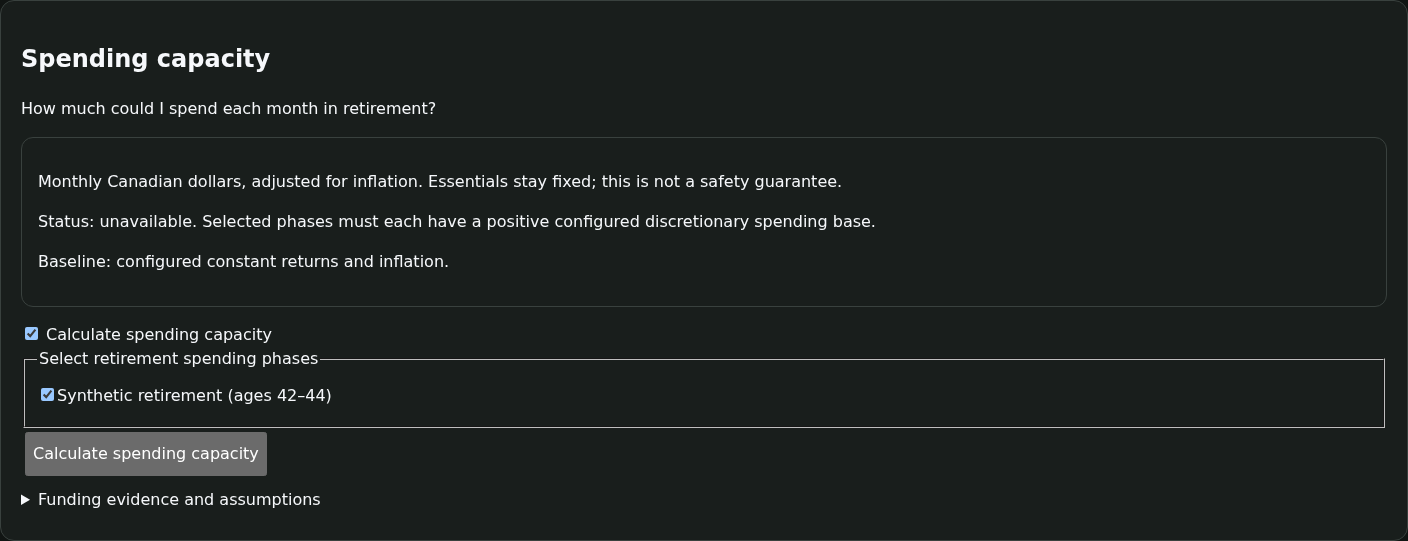 Spending capacity
How much could I spend each month in retirement?
Monthly Canadian dollars, adjusted for inflation. Essentials stay fixed; this is not a safety guarantee.
Status: unavailable. Selected phases must each have a positive configured discretionary spending base.
Baseline: configured constant returns and inflation.
Calculate spending capacity
Select retirement spending phases
Synthetic retirement (ages 42–44)
Calculate spending capacity
Funding evidence and assumptions